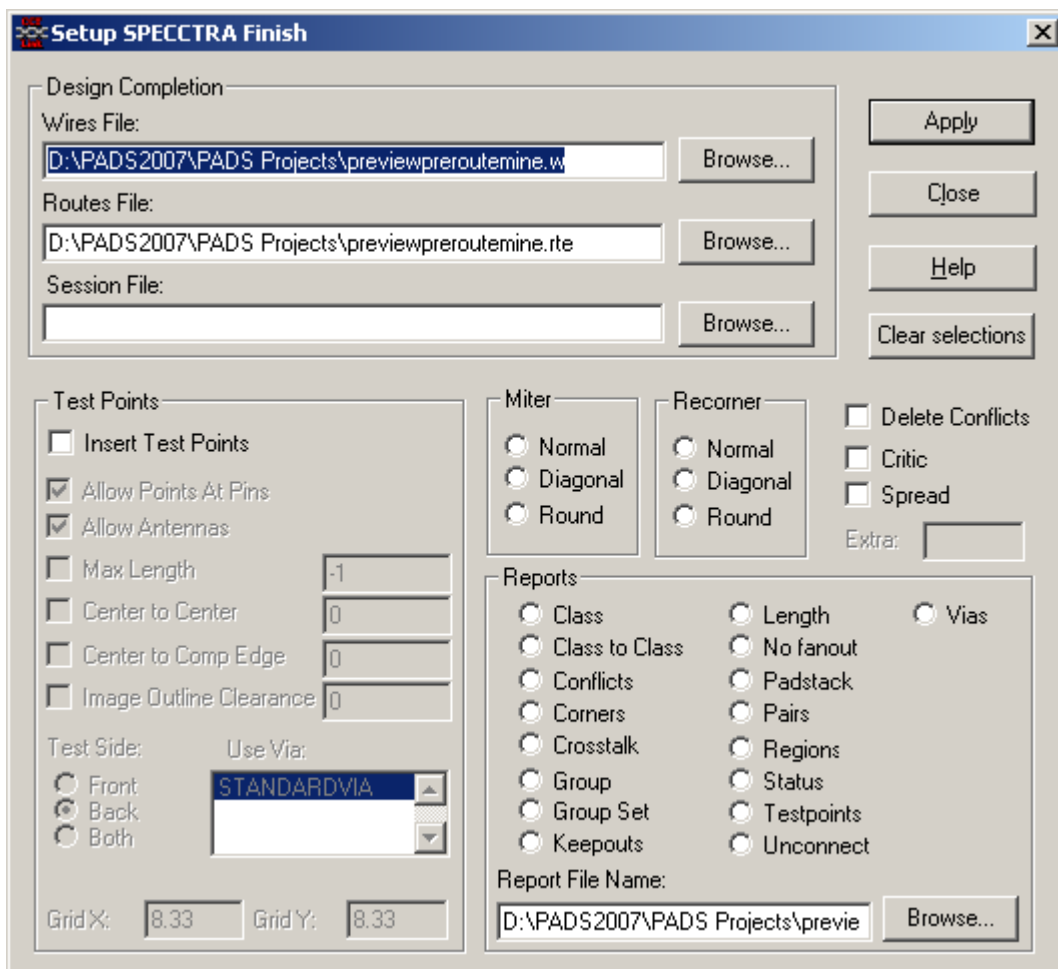 Setup SPECCTRA Finish
Design Completion
Wires File:
D:\PADS2007\PADS Projects\previewpreroutemine.w
Browse...
Routes File:
D:\PADS2007\PADS Projects\previewpreroutemine.rte
Browse...
Session File:
Browse...
Apply
Close
Help
Clear selections
Test Points
Insert Test Points
Allow Points At Pins
Allow Antennas
Max Length
-1
Center to Center
0
Center to Comp Edge
0
Image Outline Clearance
0
Test Side:
Front
Back
Both
Use Via:
STANDARDVIA
Grid X:
8.33
Grid Y:
8.33
Miter
Normal
Diagonal
Round
Recorner
Normal
Diagonal
Round
Delete Conflicts
Critic
Spread
Extra:
Reports
Class
Class to Class
Conflicts
Corners
Crosstalk
Group
Group Set
Keepouts
Length
No fanout
Padstack
Pairs
Regions
Status
Testpoints
Unconnect
Vias
Report File Name:
D:\PADS2007\PADS Projects\previe
Browse...